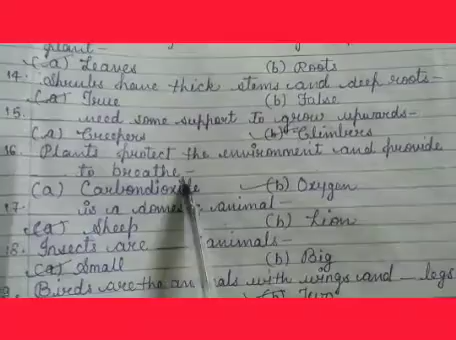 plant-
(a) Leaves (b) Roots
14. Shrubs have thick stems and deep roots-
(a) True (b) False
15. need some support To grow upwards-
(a) Creepers (b) Climbers
16. Plants protect the environment and provide
to breathe-
(a) Carbondioxide (b) Oxygen
17. is a domestic animal-
(a) Sheep (b) Lion
18. Insects are animals-
(a) Small (b) Big
9. Birds are the animals with wings and legs
(b) Two